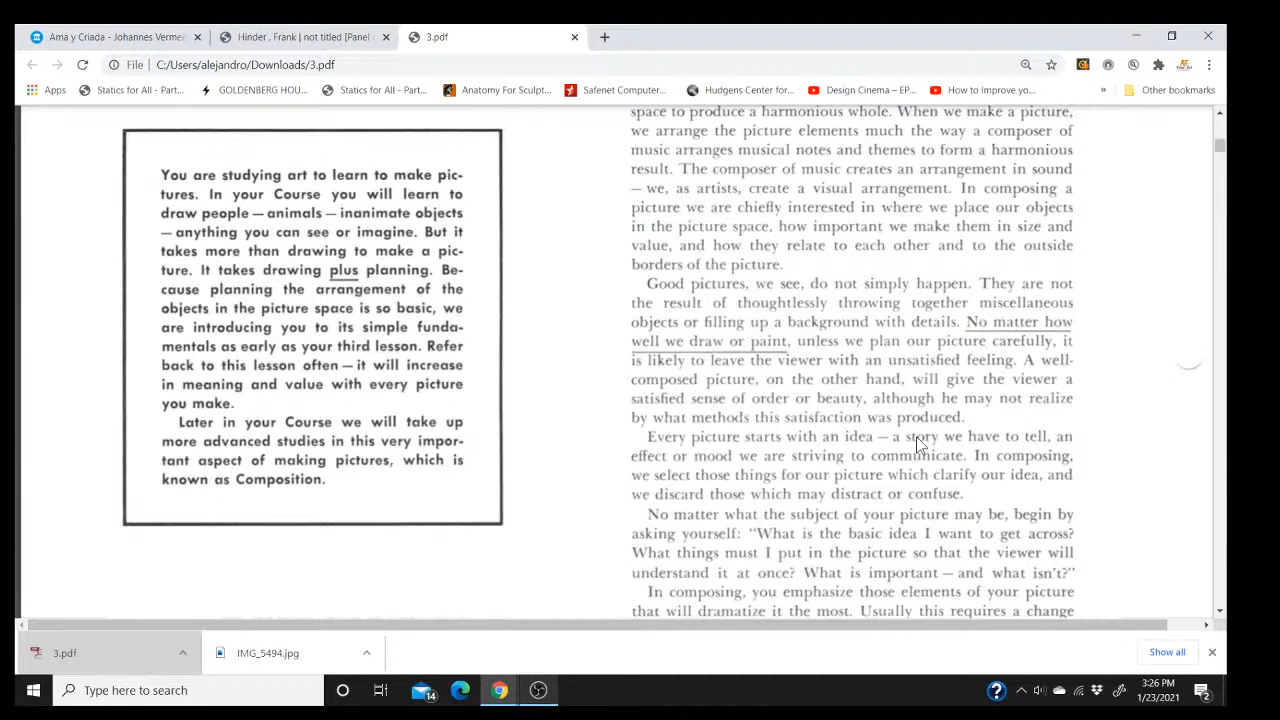 Ama y Criada - Johannes Verme
Hinder , Frank | not titled [Panel
3.pdf
File
C:/Users/alejandro/Downloads/3.pdf
Apps
Statics for All - Part...
GOLDENBERG HOU...
Statics for All - Part...
Anatomy For Sculpt...
Safenet Computer...
Hudgens Center for...
Design Cinema – EP...
How to Improve yo...
»
Other bookmarks
You are studying art to learn to make pic-
tures. In your Course you will learn to
draw people — animals — inanimate objects
— anything you can see or imagine. But it
takes more than drawing to make a pic-
ture. It takes drawing plus planning. Be-
cause planning the arrangement of the
objects in the picture space is so basic, we
are introducing you to its simple funda-
mentals as early as your third lesson. Refer
back to this lesson often — it will increase
in meaning and value with every picture
you make.
Later in your Course we will take up
more advanced studies in this very impor-
tant aspect of making pictures, which is
known as Composition.
space to produce a harmonious whole. When we make a picture,
we arrange the picture elements much the way a composer of
music arranges musical notes and themes to form a harmonious
result. The composer of music creates an arrangement in sound
— we, as artists, create a visual arrangement. In composing a
picture we are chiefly interested in where we place our objects
in the picture space, how important we make them in size and
value, and how they relate to each other and to the outside
borders of the picture.
Good pictures, we see, do not simply happen. They are not
the result of thoughtlessly throwing together miscellaneous
objects or filling up a background with details. No matter how
well we draw or paint, unless we plan our picture carefully, it
is likely to leave the viewer with an unsatisfied feeling. A well-
composed picture, on the other hand, will give the viewer a
satisfied sense of order or beauty, although he may not realize
by what methods this satisfaction was produced.
Every picture starts with an idea — a story we have to tell, an
effect or mood we are striving to communicate. In composing,
we select those things for our picture which clarify our idea, and
we discard those which may distract or confuse.
No matter what the subject of your picture may be, begin by
asking yourself: "What is the basic idea I want to get across?
What things must I put in the picture so that the viewer will
understand it at once? What is important — and what isn't?"
In composing, you emphasize those elements of your picture
that will dramatize it the most. Usually this requires a change
3.pdf
IMG_5494.jpg
Show all
Type here to search
14
3:26 PM
1/23/2021
2